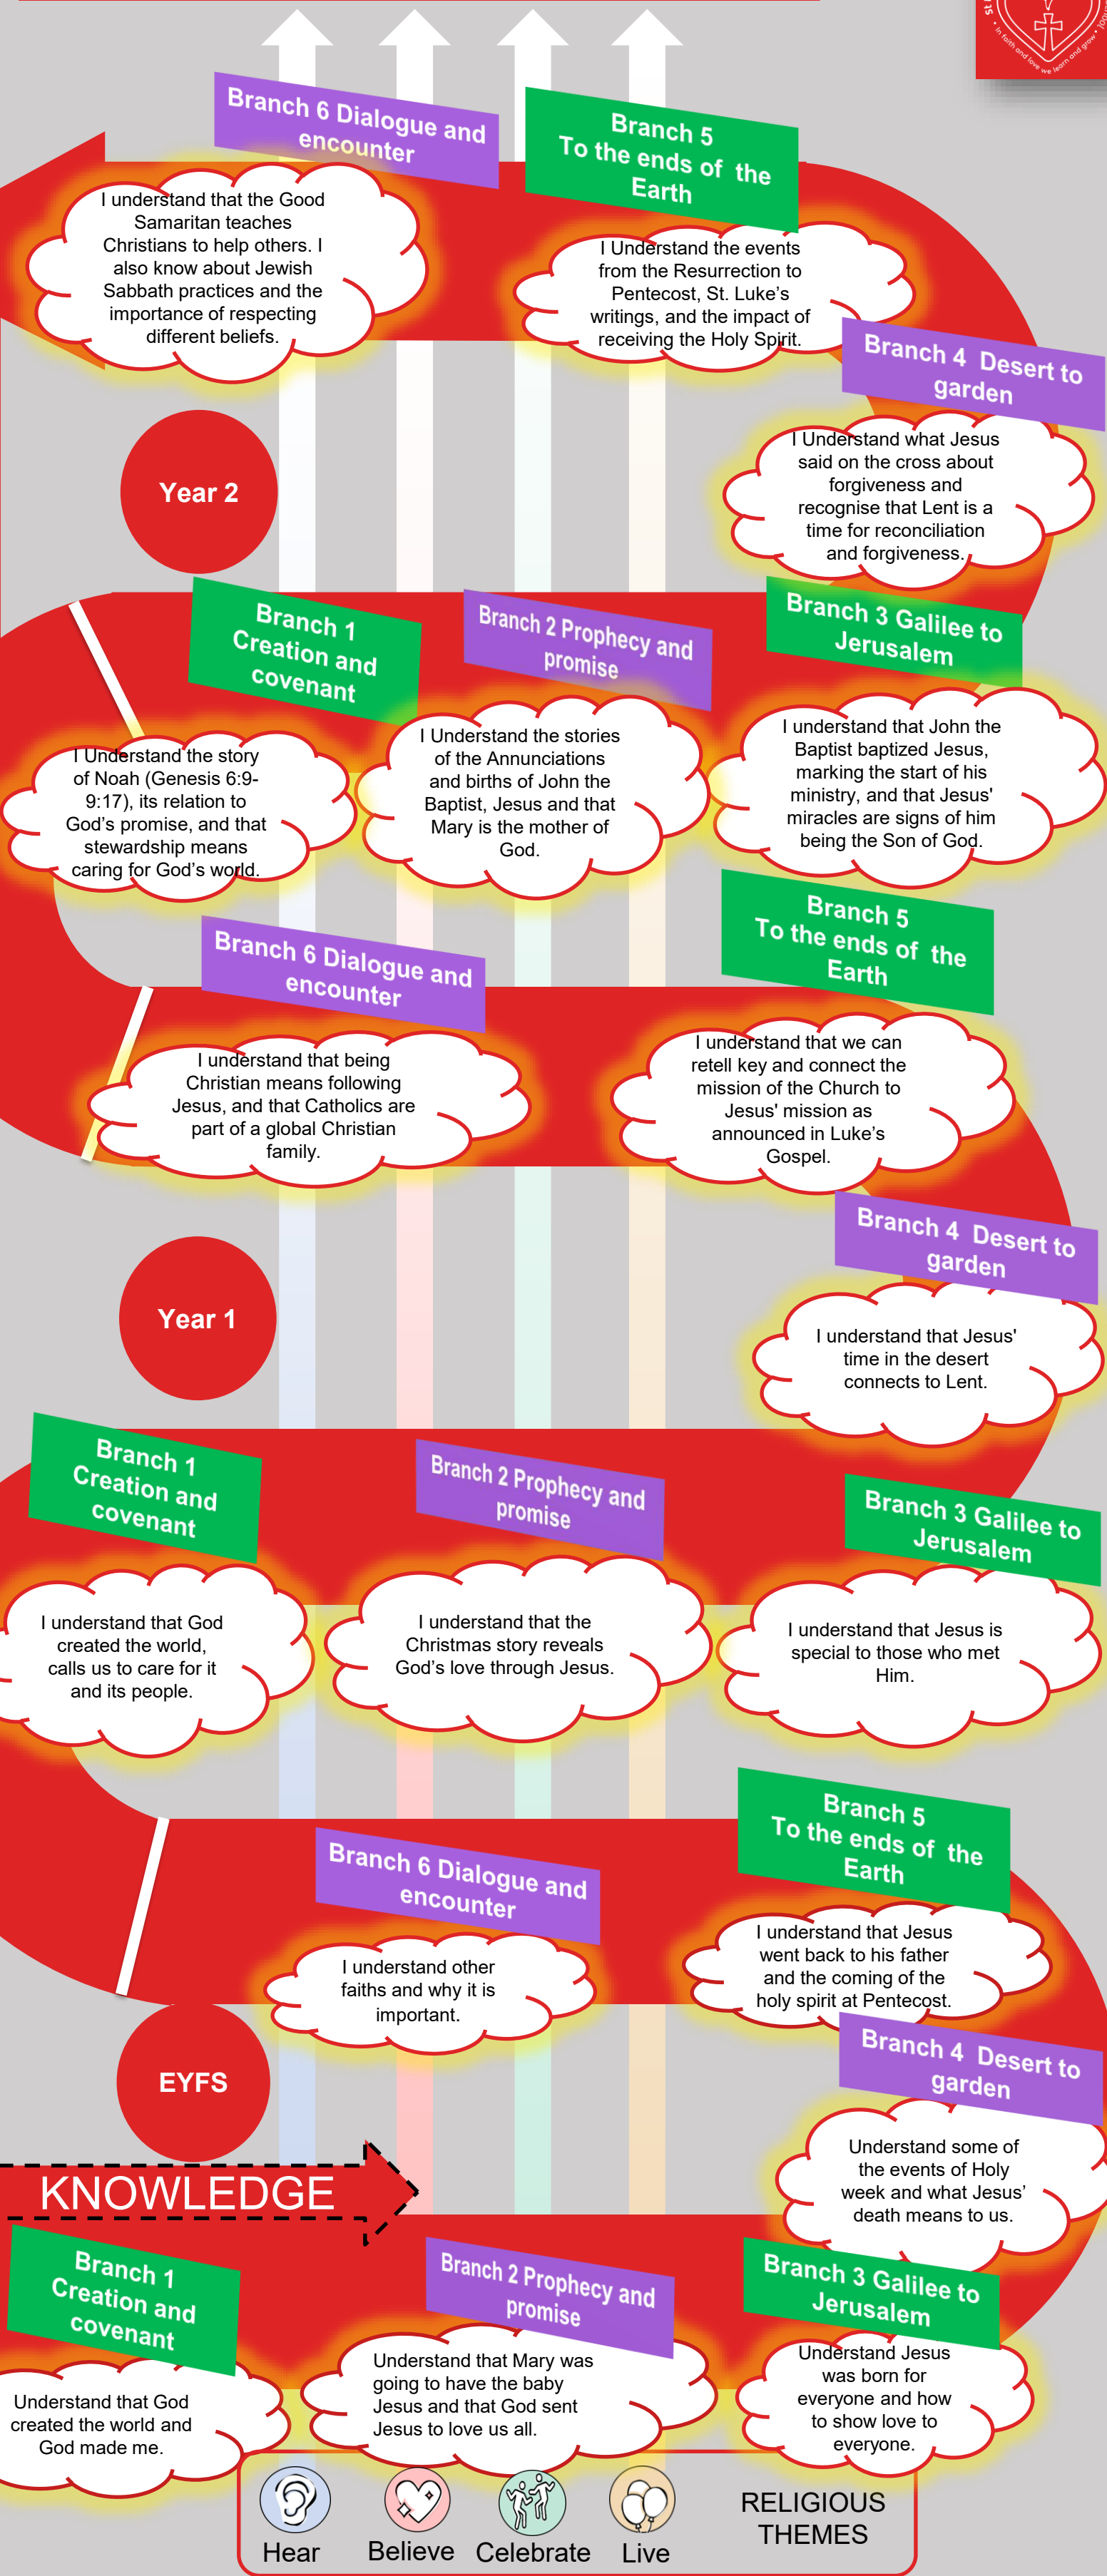 St
• In faith and love we learn and grow •
Branch 6 Dialogue and
encounter
Branch 5
To the ends of the
Earth
I understand that the Good
Samaritan teaches
Christians to help others. I
also know about Jewish
Sabbath practices and the
importance of respecting
different beliefs.
I Understand the events
from the Resurrection to
Pentecost, St. Luke’s
writings, and the impact of
receiving the Holy Spirit.
Branch 4 Desert to
garden
I Understand what Jesus
said on the cross about
forgiveness and
recognise that Lent is a
time for reconciliation
and forgiveness.
Year 2
Branch 1
Creation and
covenant
Branch 2 Prophecy and
promise
Branch 3 Galilee to
Jerusalem
I Understand the story
of Noah (Genesis 6:9-
9:17), its relation to
God’s promise, and that
stewardship means
caring for God’s world.
I Understand the stories
of the Annunciations
and births of John the
Baptist, Jesus and that
Mary is the mother of
God.
I understand that John the
Baptist baptized Jesus,
marking the start of his
ministry, and that Jesus'
miracles are signs of him
being the Son of God.
Branch 6 Dialogue and
encounter
Branch 5
To the ends of the
Earth
I understand that being
Christian means following
Jesus, and that Catholics are
part of a global Christian
family.
I understand that we can
retell key and connect the
mission of the Church to
Jesus' mission as
announced in Luke’s
Gospel.
Branch 4 Desert to
garden
I understand that Jesus'
time in the desert
connects to Lent.
Year 1
Branch 1
Creation and
covenant
Branch 2 Prophecy and
promise
Branch 3 Galilee to
Jerusalem
I understand that God
created the world,
calls us to care for it
and its people.
I understand that the
Christmas story reveals
God’s love through Jesus.
I understand that Jesus is
special to those who met
Him.
Branch 6 Dialogue and
encounter
Branch 5
To the ends of the
Earth
I understand other
faiths and why it is
important.
I understand that Jesus
went back to his father
and the coming of the
holy spirit at Pentecost.
Branch 4 Desert to
garden
Understand some of
the events of Holy
week and what Jesus’
death means to us.
EYFS
KNOWLEDGE
Branch 1
Creation and
covenant
Branch 2 Prophecy and
promise
Branch 3 Galilee to
Jerusalem
Understand that God
created the world and
God made me.
Understand that Mary was
going to have the baby
Jesus and that God sent
Jesus to love us all.
Understand Jesus
was born for
everyone and how
to show love to
everyone.
Hear
Believe
Celebrate
Live
RELIGIOUS
THEMES